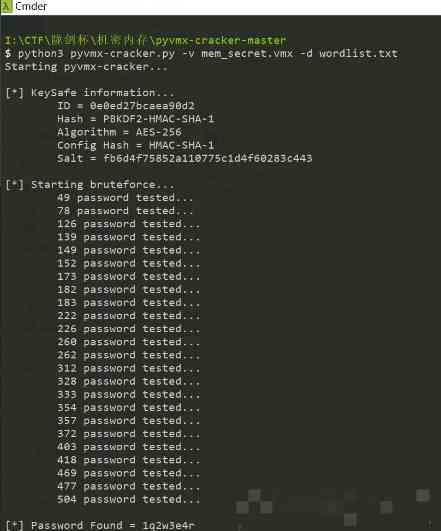 λ Cmder
I:\CTF\陇剑杯\机密内存\pyvmx-cracker-master
$ python3 pyvmx-cracker.py -v mem_secret.vmx -d wordlist.txt
Starting pyvmx-cracker...
[*] KeySafe information...
ID = 0e0ed27bcaea90d2
Hash = PBKDF2-HMAC-SHA-1
Algorithm = AES-256
Config Hash = HMAC-SHA-1
Salt = fb6d4f75852a110775c1d4f60283c443
[*] Starting bruteforce...
49 password tested...
78 password tested...
126 password tested...
139 password tested...
149 password tested...
152 password tested...
173 password tested...
182 password tested...
183 password tested...
222 password tested...
226 password tested...
260 password tested...
262 password tested...
312 password tested...
328 password tested...
333 password tested...
354 password tested...
357 password tested...
372 password tested...
403 password tested...
418 password tested...
469 password tested...
477 password tested...
504 password tested...
[*] Password Found = 1q2w3e4r